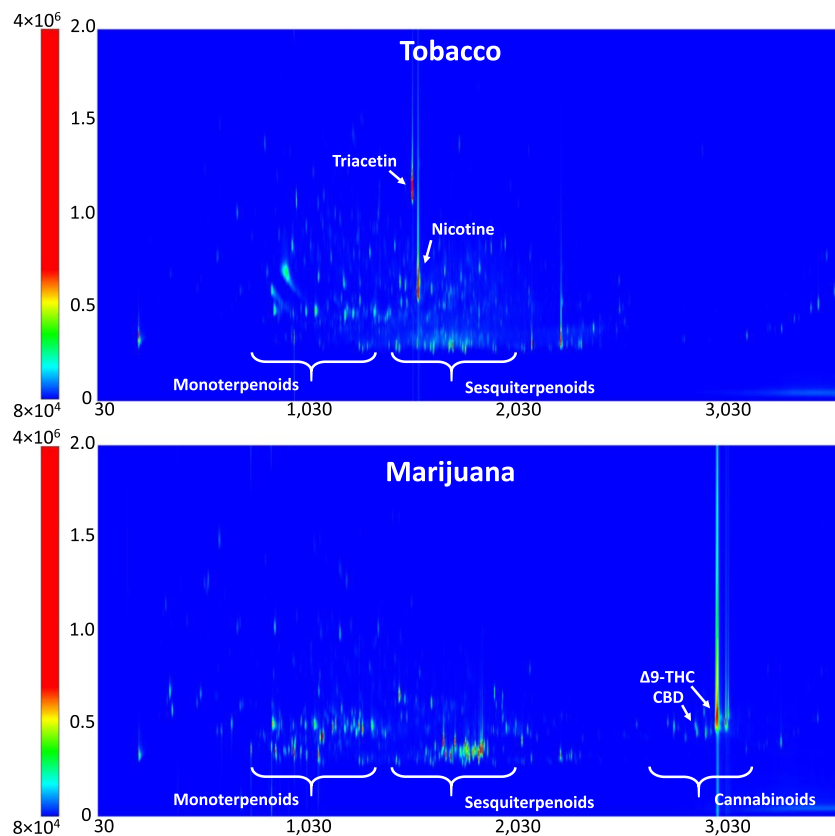 4×10⁶
2.0
Tobacco
1.5
Triacetin
1.0
Nicotine
0.5
Monoterpenoids
Sesquiterpenoids
0
8×10⁴
30
1,030
2,030
3,030
4×10⁶
2.0
Marijuana
1.5
1.0
Δ9-THC
CBD
0.5
Monoterpenoids
Sesquiterpenoids
Cannabinoids
0
8×10⁴
30
1,030
2,030
3,030